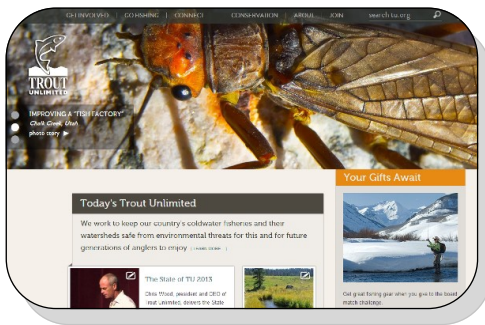 GET INVOLVED | GO FISHING | CONNECT CONSERVATION | ABOUT JOIN search tu.org
TROUT
UNLIMITED
IMPROVING A "FISH FACTORY"
Chalk Creek, Utah
photo story ▶
Your Gifts Await
Today's Trout Unlimited
We work to keep our country's coldwater fisheries and their
watersheds safe from environmental threats for this and for future
generations of anglers to enjoy
The State of TU 2013
Chris Wood, president and CEO of
Trout Unlimited, delivers the State
Get great fishing gear when you give to the board
match challenge.